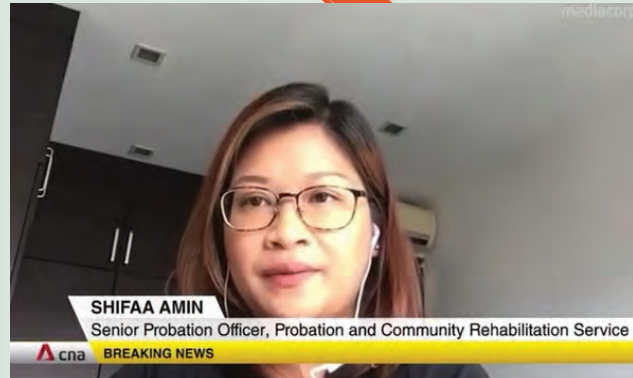 mediacorp
SHIFAA AMIN
Senior Probation Officer, Probation and Community Rehabilitation Service
cna BREAKING NEWS